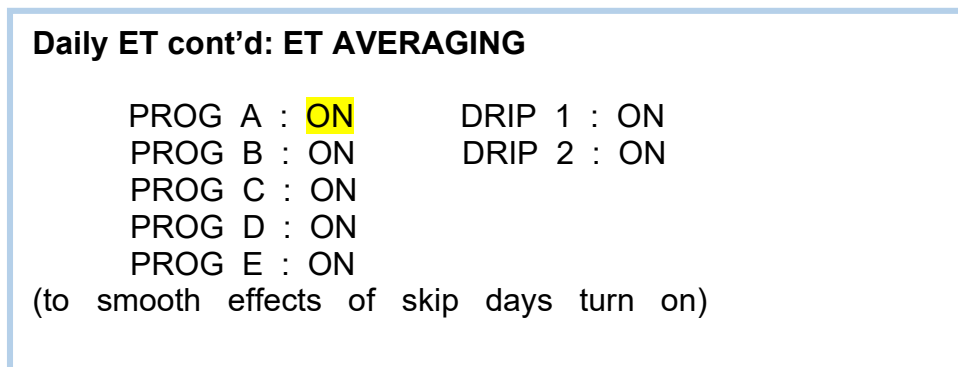 Daily ET cont’d: ET AVERAGING
PROG A : ON DRIP 1 : ON
PROG B : ON DRIP 2 : ON
PROG C : ON
PROG D : ON
PROG E : ON
(to smooth effects of skip days turn on)